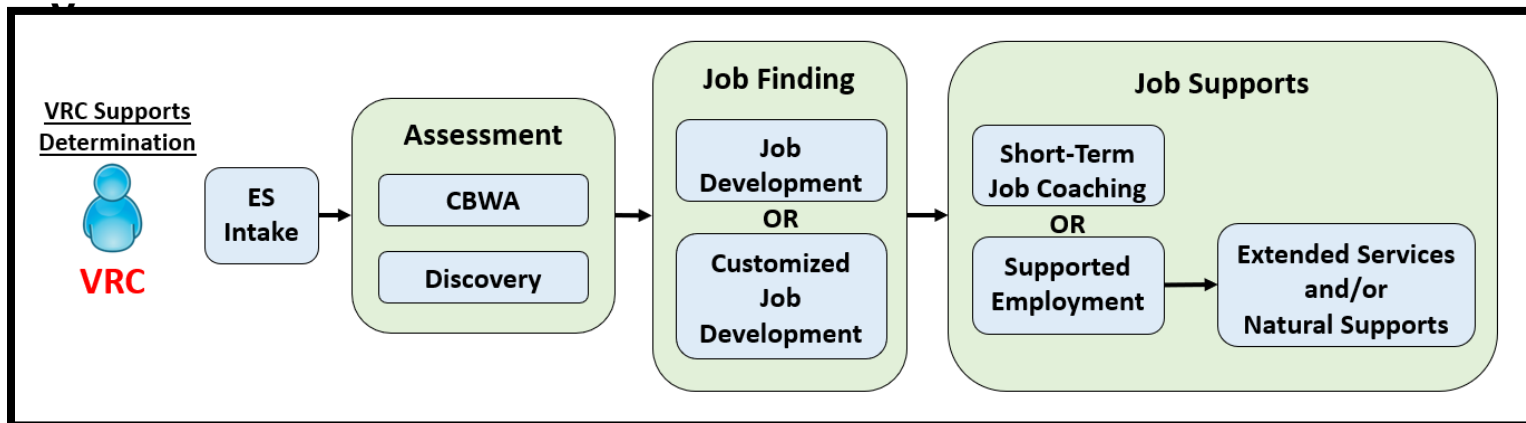 VRC Supports
Determination
VRC
ES
Intake
Assessment
CBWA
Discovery
Job Finding
Job
Development
OR
Customized
Job
Development
Job Supports
Short-Term
Job Coaching
OR
Supported
Employment
Extended Services
and/or
Natural Supports